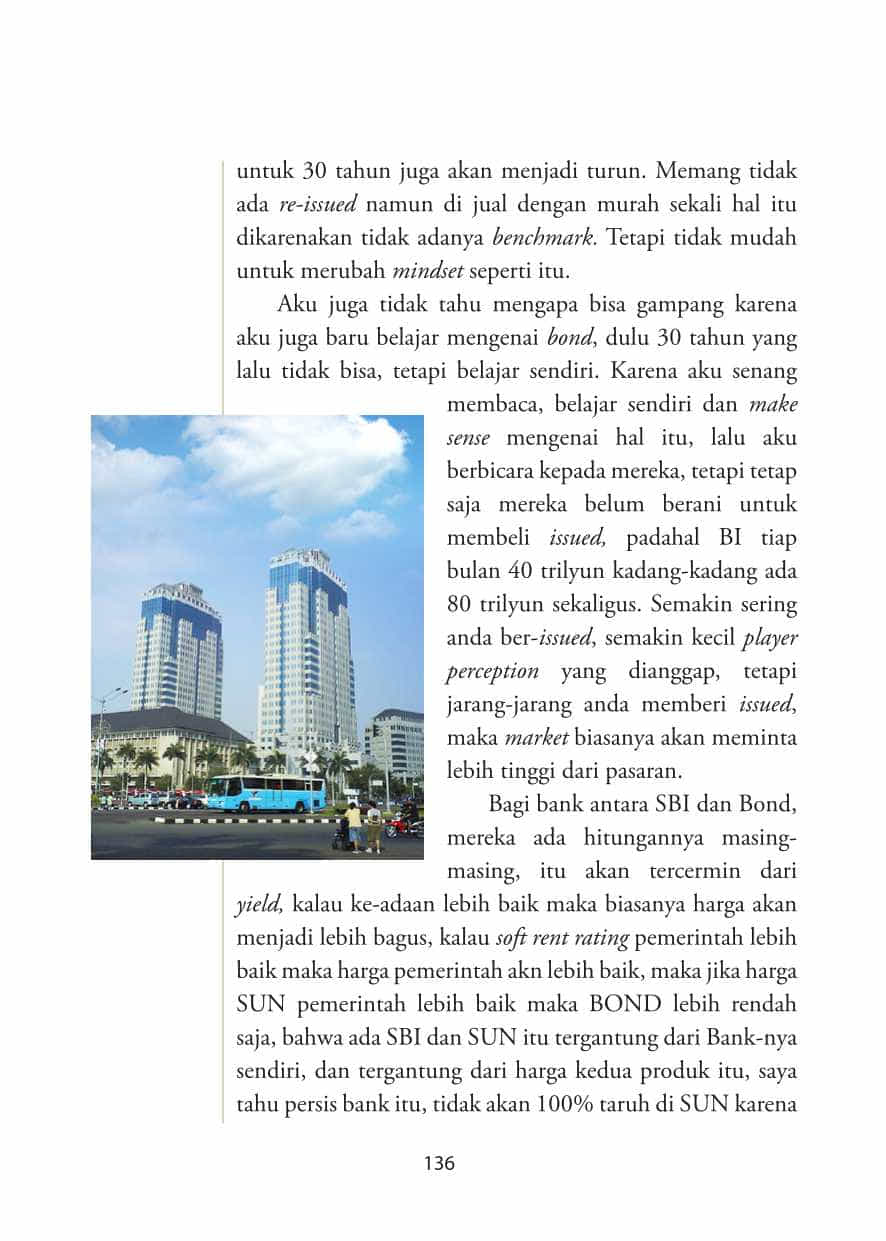 untuk 30 tahun juga akan menjadi turun. Memang tidak
ada re-issued namun di jual dengan murah sekali hal itu
dikarenakan tidak adanya benchmark. Tetapi tidak mudah
untuk merubah mindset seperti itu.
Aku juga tidak tahu mengapa bisa gampang karena
aku juga baru belajar mengenai bond, dulu 30 tahun yang
lalu tidak bisa, tetapi belajar sendiri. Karena aku senang
membaca, belajar sendiri dan make
sense mengenai hal itu, lalu aku
berbicara kepada mereka, tetapi tetap
saja mereka belum berani untuk
membeli issued, padahal BI tiap
bulan 40 trilyun kadang-kadang ada
80 trilyun sekaligus. Semakin sering
anda ber-issued, semakin kecil player
perception yang dianggap, tetapi
jarang-jarang anda memberi issued,
maka market biasanya akan meminta
lebih tinggi dari pasaran.
Bagi bank antara SBI dan Bond,
mereka ada hitungannya masing-
masing, itu akan tercermin dari
yield, kalau ke-adaan lebih baik maka biasanya harga akan
menjadi lebih bagus, kalau soft rent rating pemerintah lebih
baik maka harga pemerintah akn lebih baik, maka jika harga
SUN pemerintah lebih baik maka BOND lebih rendah
saja, bahwa ada SBI dan SUN itu tergantung dari Bank-nya
sendiri, dan tergantung dari harga kedua produk itu, saya
tahu persis bank itu, tidak akan 100% taruh di SUN karena
136